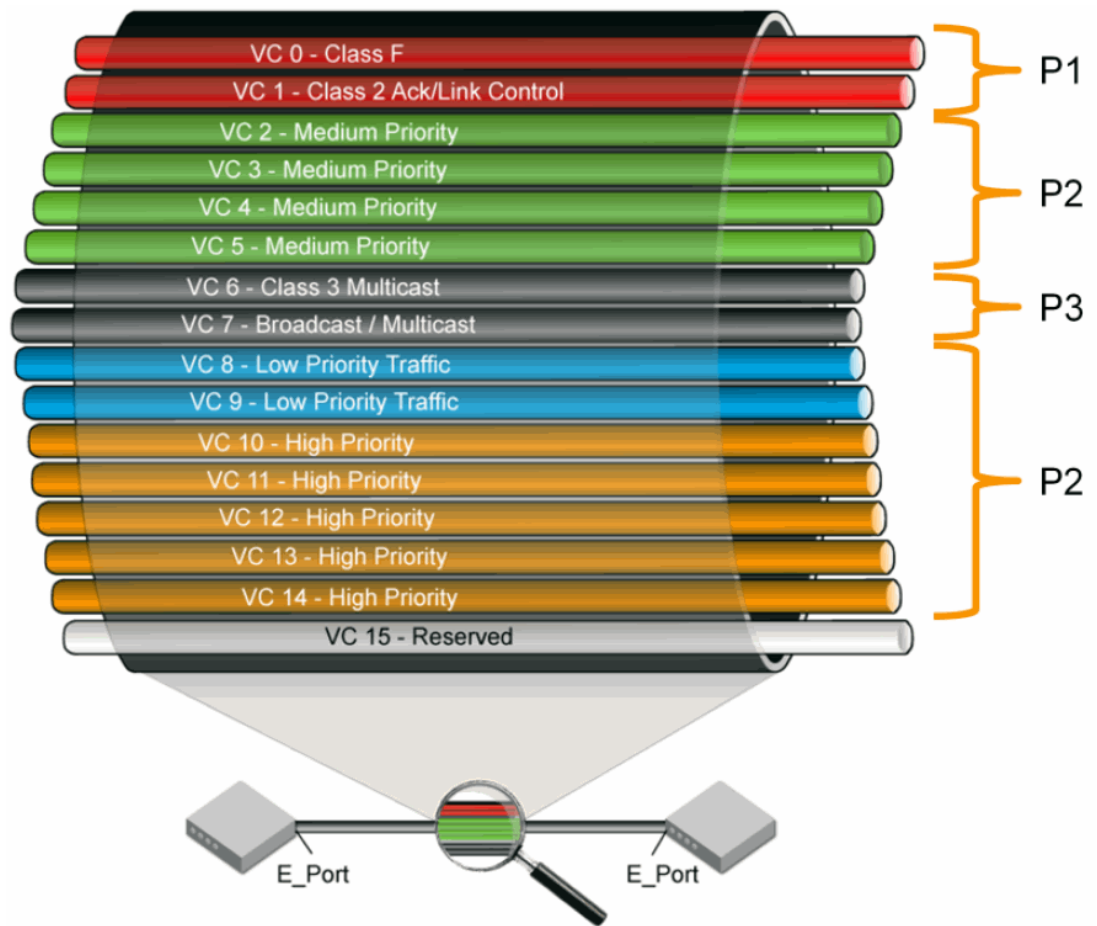 VC 0 - Class F
VC 1 - Class 2 Ack/Link Control
P1
VC 2 - Medium Priority
VC 3 - Medium Priority
VC 4 - Medium Priority
VC 5 - Medium Priority
P2
VC 6 - Class 3 Multicast
VC 7 - Broadcast / Multicast
P3
VC 8 - Low Priority Traffic
VC 9 - Low Priority Traffic
VC 10 - High Priority
VC 11 - High Priority
VC 12 - High Priority
VC 13 - High Priority
VC 14 - High Priority
P2
VC 15 - Reserved
E_Port
E_Port